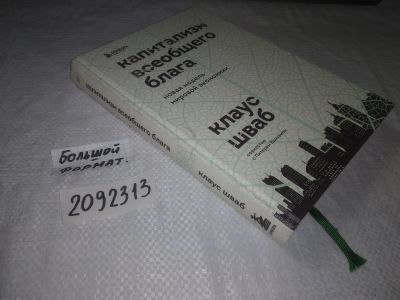 капитализм
всеобщего
блага
новая модель
мировой экономики
клаус
шваб
капитализм всеобщего блага
клаус шваб
Большой
формат.
2092313